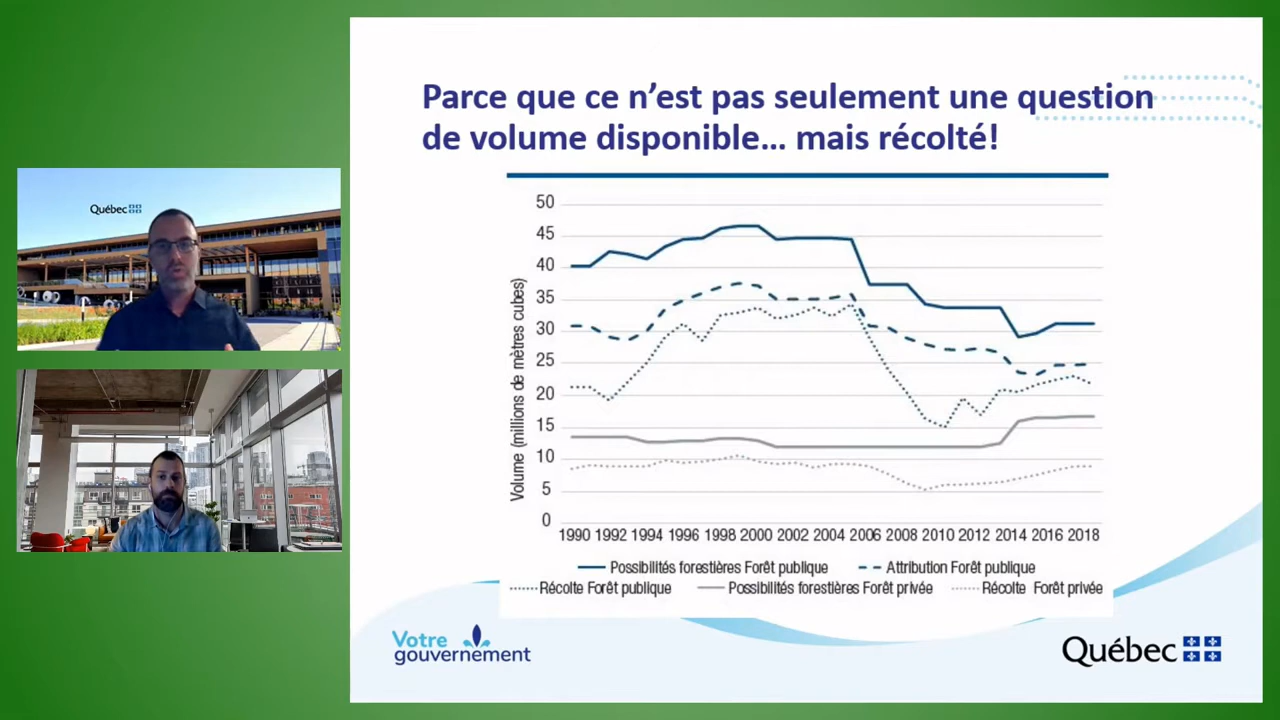 Parce que ce n'est pas seulement une question
de volume disponible... mais récolté!
Québec
Volume (millions de mètres cubes)
50
45
40
35
30
25
20
15
10
5
0
1990 1992 1994 1996 1998 2000 2002 2004 2006 2008 2010 2012 2014 2016 2018
Possibilités forestières Forêt publique Attribution Forêt publique
Récolte Forêt publique Possibilités forestières Forêt privée Récolte Forêt privée
Votre
gouvernement
Québec